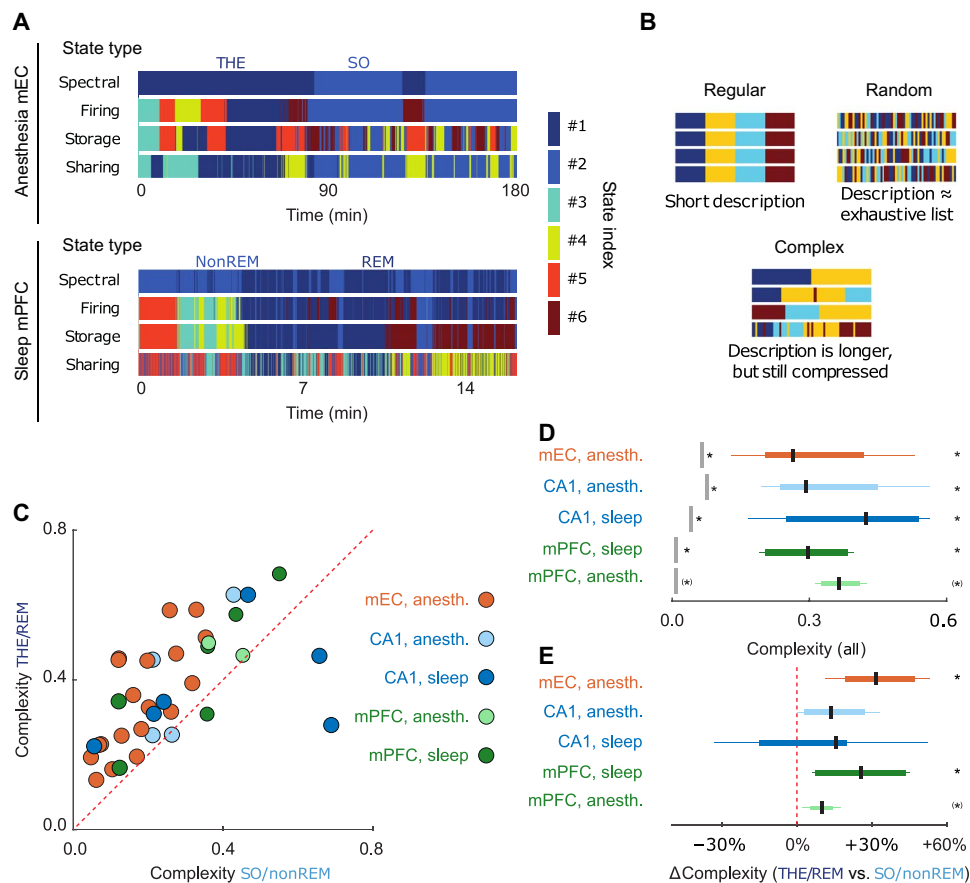 A
State type
Anesthesia mEC
THE SO
Spectral
Firing
Storage
Sharing
0 90 180
Time (min)
State type
Sleep mPFC
NonREM REM
Spectral
Firing
Storage
Sharing
0 7 14
Time (min)
#1
#2
#3
#4
#5
#6
State index
B
Regular
Short description
Random
Description ≈
exhaustive list
Complex
Description is longer,
but still compressed
C
0.8
0.4
0.0
Complexity THE/REM
0.0 0.4 0.8
Complexity SO/nonREM
mEC, anesth.
CA1, anesth.
CA1, sleep
mPFC, anesth.
mPFC, sleep
D
mEC, anesth. * *
CA1, anesth. * *
CA1, sleep * *
mPFC, sleep * *
mPFC, anesth. (*) (*)
0.0 0.3 0.6
Complexity (all)
E
mEC, anesth. *
CA1, anesth.
CA1, sleep
mPFC, sleep *
mPFC, anesth. (*)
−30% 0% +30% +60%
ΔComplexity (THE/REM vs. SO/nonREM)